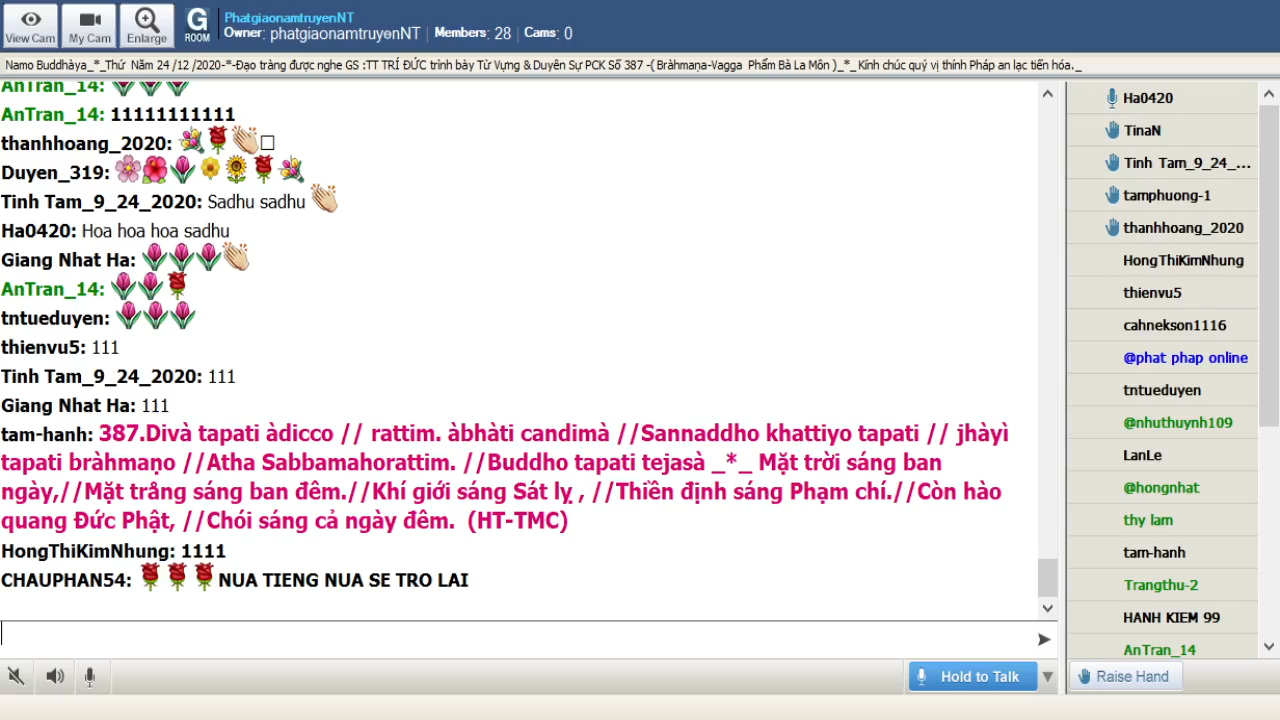 PhatgiaonamtruyenNT
Owner: phatgiaonamtruyenNT | Members: 28 | Cams: 0
View Cam
My Cam
Enlarge
G
ROOM
Namo Buddhàya_*_Thứ Năm 24 /12 /2020-*-Đạo tràng được nghe GS :TT TRÍ ĐỨC trình bày Từ Vựng & Duyên Sự PCK Số 387 -( Bràhmaṇa-Vagga Phẩm Bà La Môn )_*_Kính chúc quý vị thính Pháp an lạc tiến hóa._
AnTran_14:
AnTran_14: 11111111111
thanhhoang_2020:
Duyen_319:
Tinh Tam_9_24_2020: Sadhu sadhu
Ha0420: Hoa hoa hoa sadhu
Giang Nhat Ha:
AnTran_14:
tntueduyen:
thienvu5: 111
Tinh Tam_9_24_2020: 111
Giang Nhat Ha: 111
tam-hanh: 387.Divà tapati àdicco // rattim. àbhàti candimà //Sannaddho khattiyo tapati // jhàyì
tapati bràhmaṇo //Atha Sabbamahorattim. //Buddho tapati tejasà _*_ Mặt trời sáng ban
ngày,//Mặt trăng sáng ban đêm.//Khí giới sáng Sát lỵ , //Thiền định sáng Phạm chí.//Còn hào
quang Đức Phật, //Chói sáng cả ngày đêm. (HT-TMC)
HongThiKimNhung: 1111
CHAUPHAN54: NUA TIENG NUA SE TRO LAI
Hold to Talk
Ha0420
TinaN
Tinh Tam_9_24_...
tamphuong-1
thanhhoang_2020
HongThiKimNhung
thienvu5
cahnekson1116
@phat phap online
tntueduyen
@nhuthuynh109
LanLe
@hongnhat
thy lam
tam-hanh
Trangthu-2
HANH KIEM 99
AnTran_14
Raise Hand